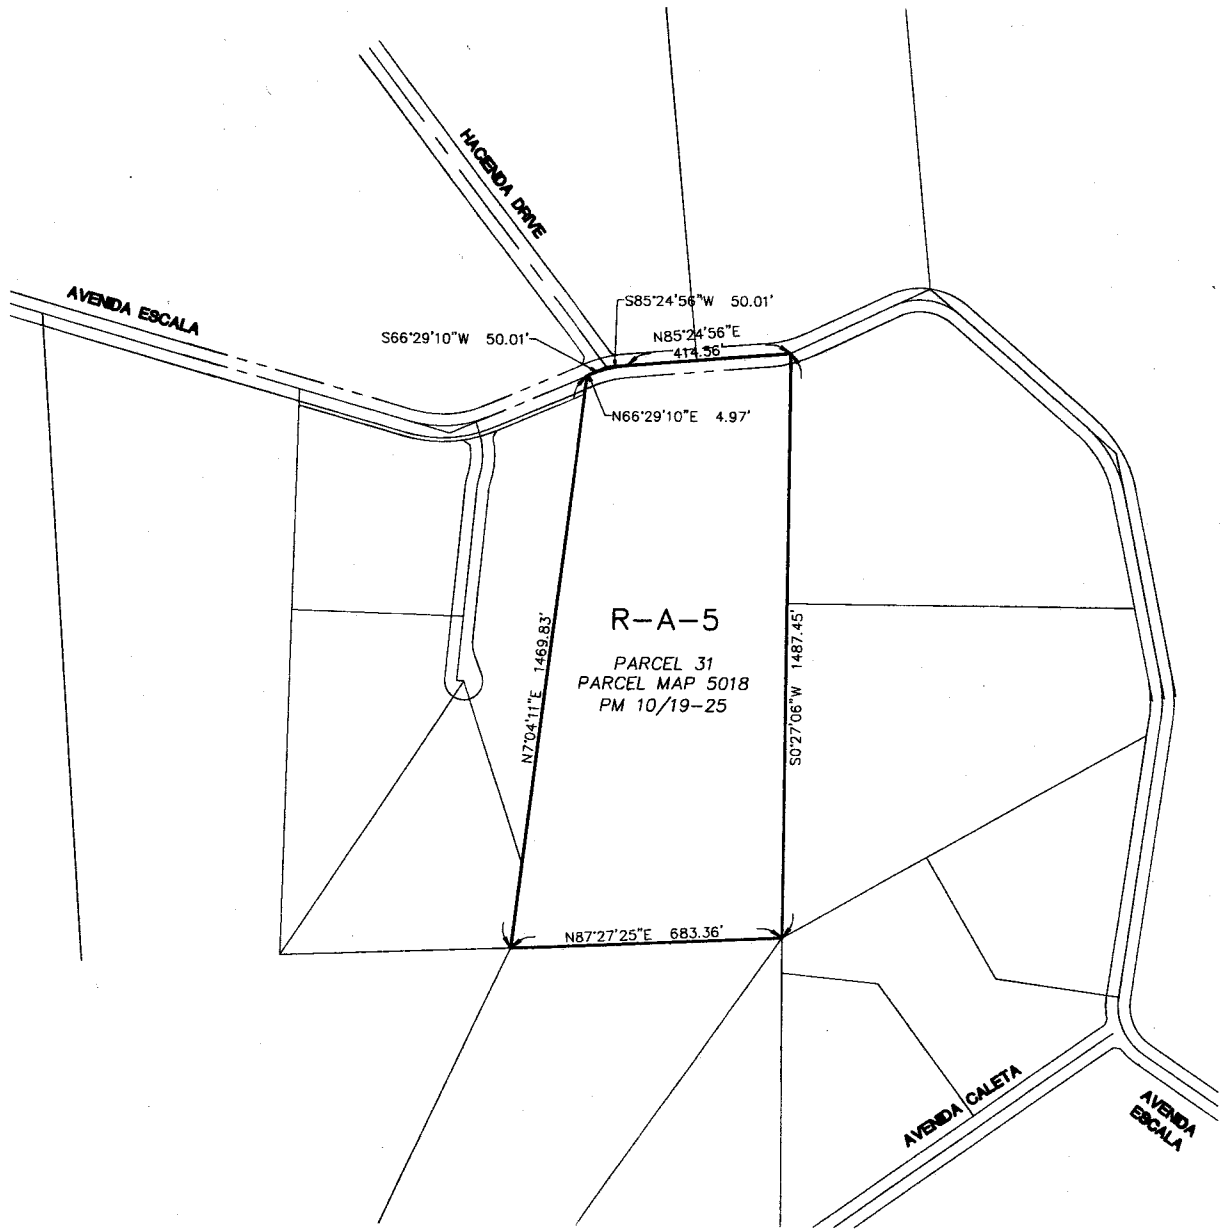 HACIENDA DRIVE
AVENIDA ESCALA
S85°24'56"W 50.01'
S66°29'10"W 50.01'
N85°24'56"E
414.56'
N66°29'10"E 4.97'
R-A-5
PARCEL 31
PARCEL MAP 5018
PM 10/19-25
N7°04'11"E 1469.83'
S0°27'06"W 1487.45'
N87°27'25"E 683.36'
AVENIDA CALETA
AVENIDA
ESCALA